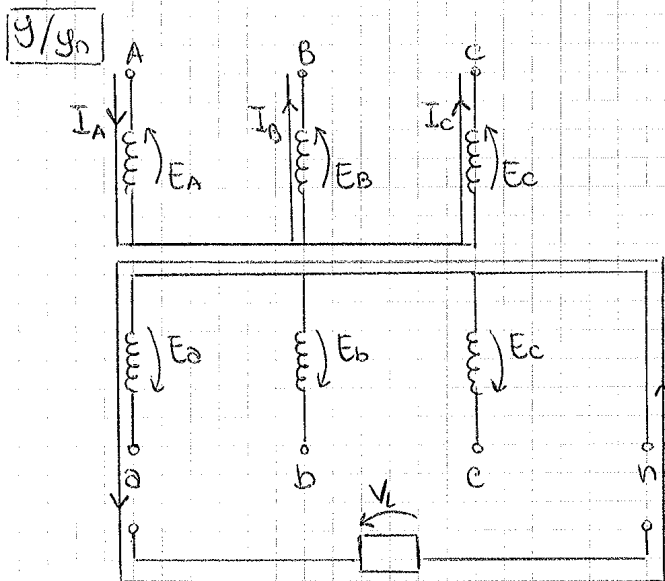 Y/yn
A B C
IA EA IB EB IC EC
Ea Eb Ec
a b c n
VL